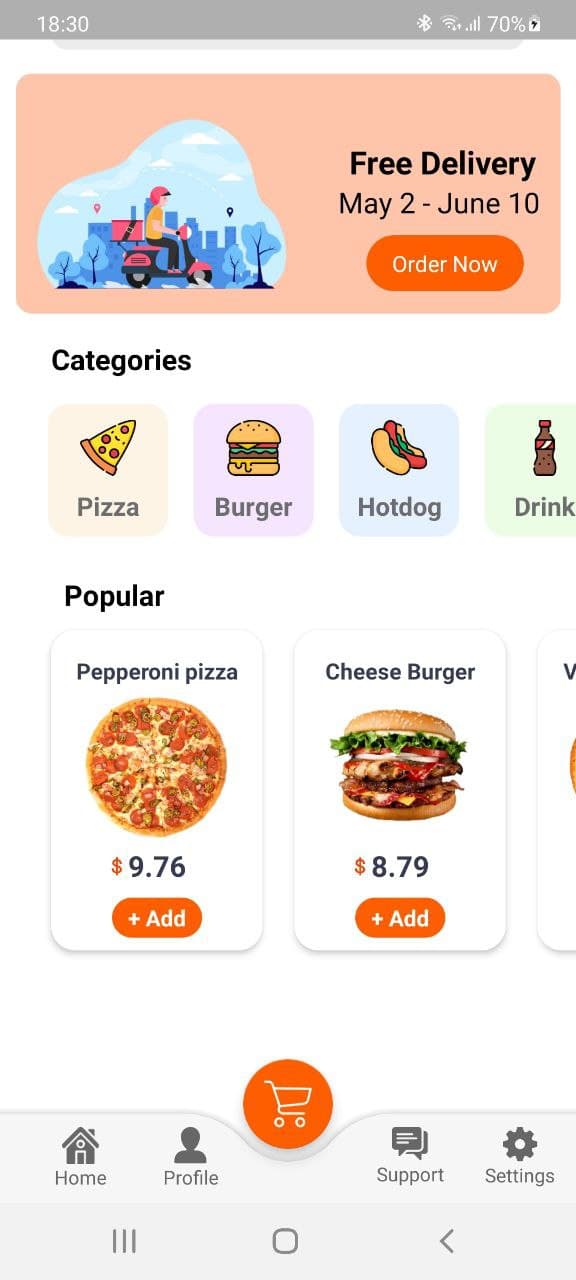 18:30
70%
Free Delivery
May 2 - June 10
Order Now
Categories
Pizza
Burger
Hotdog
Drink
Popular
Pepperoni pizza
Cheese Burger
V
$ 9.76
$ 8.79
+ Add
+ Add
Home
Profile
Support
Settings